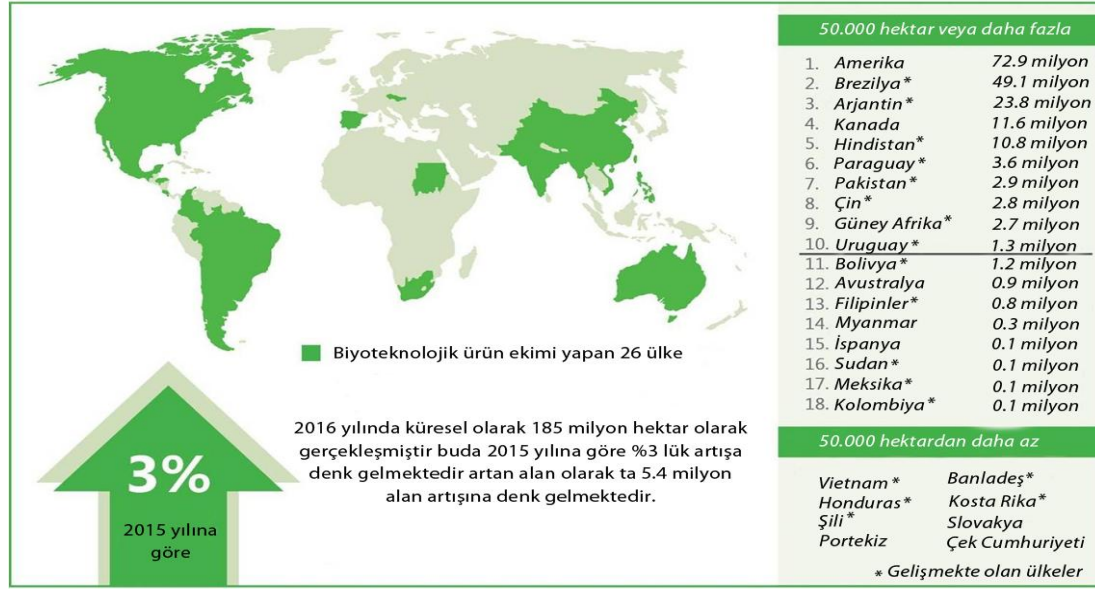 50.000 hektar veya daha fazla
1. Amerika 72.9 milyon
2. Brezilya* 49.1 milyon
3. Arjantin* 23.8 milyon
4. Kanada 11.6 milyon
5. Hindistan* 10.8 milyon
6. Paraguay* 3.6 milyon
7. Pakistan* 2.9 milyon
8. Çin* 2.8 milyon
9. Güney Afrika* 2.7 milyon
10. Uruguay* 1.3 milyon
11. Bolivya* 1.2 milyon
12. Avustralya 0.9 milyon
13. Filipinler* 0.8 milyon
14. Myanmar 0.3 milyon
15. İspanya 0.1 milyon
16. Sudan* 0.1 milyon
17. Meksika* 0.1 milyon
18. Kolombiya* 0.1 milyon
50.000 hektardan daha az
Vietnam* Banladeş*
Honduras* Kosta Rika*
Şili* Slovakya
Portekiz Çek Cumhuriyeti
* Gelişmekte olan ülkeler
Biyoteknolojik ürün ekimi yapan 26 ülke
2016 yılında küresel olarak 185 milyon hektar olarak
gerçekleşmiştir buda 2015 yılına göre %3 lük artışa
denk gelmektedir artan alan olarak ta 5.4 milyon
alan artışına denk gelmektedir.
3%
2015 yılına
göre